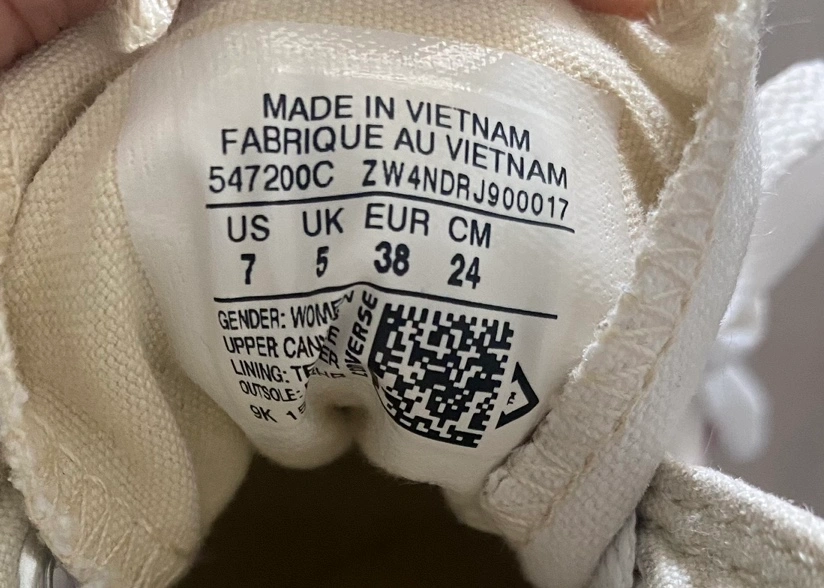 MADE IN VIETNAM
FABRIQUE AU VIETNAM
547200C ZW4NDRJ900017
US UK EUR CM
7 5 38 24
GENDER:
UPPER
LINING:
OUTSOLE:
9K